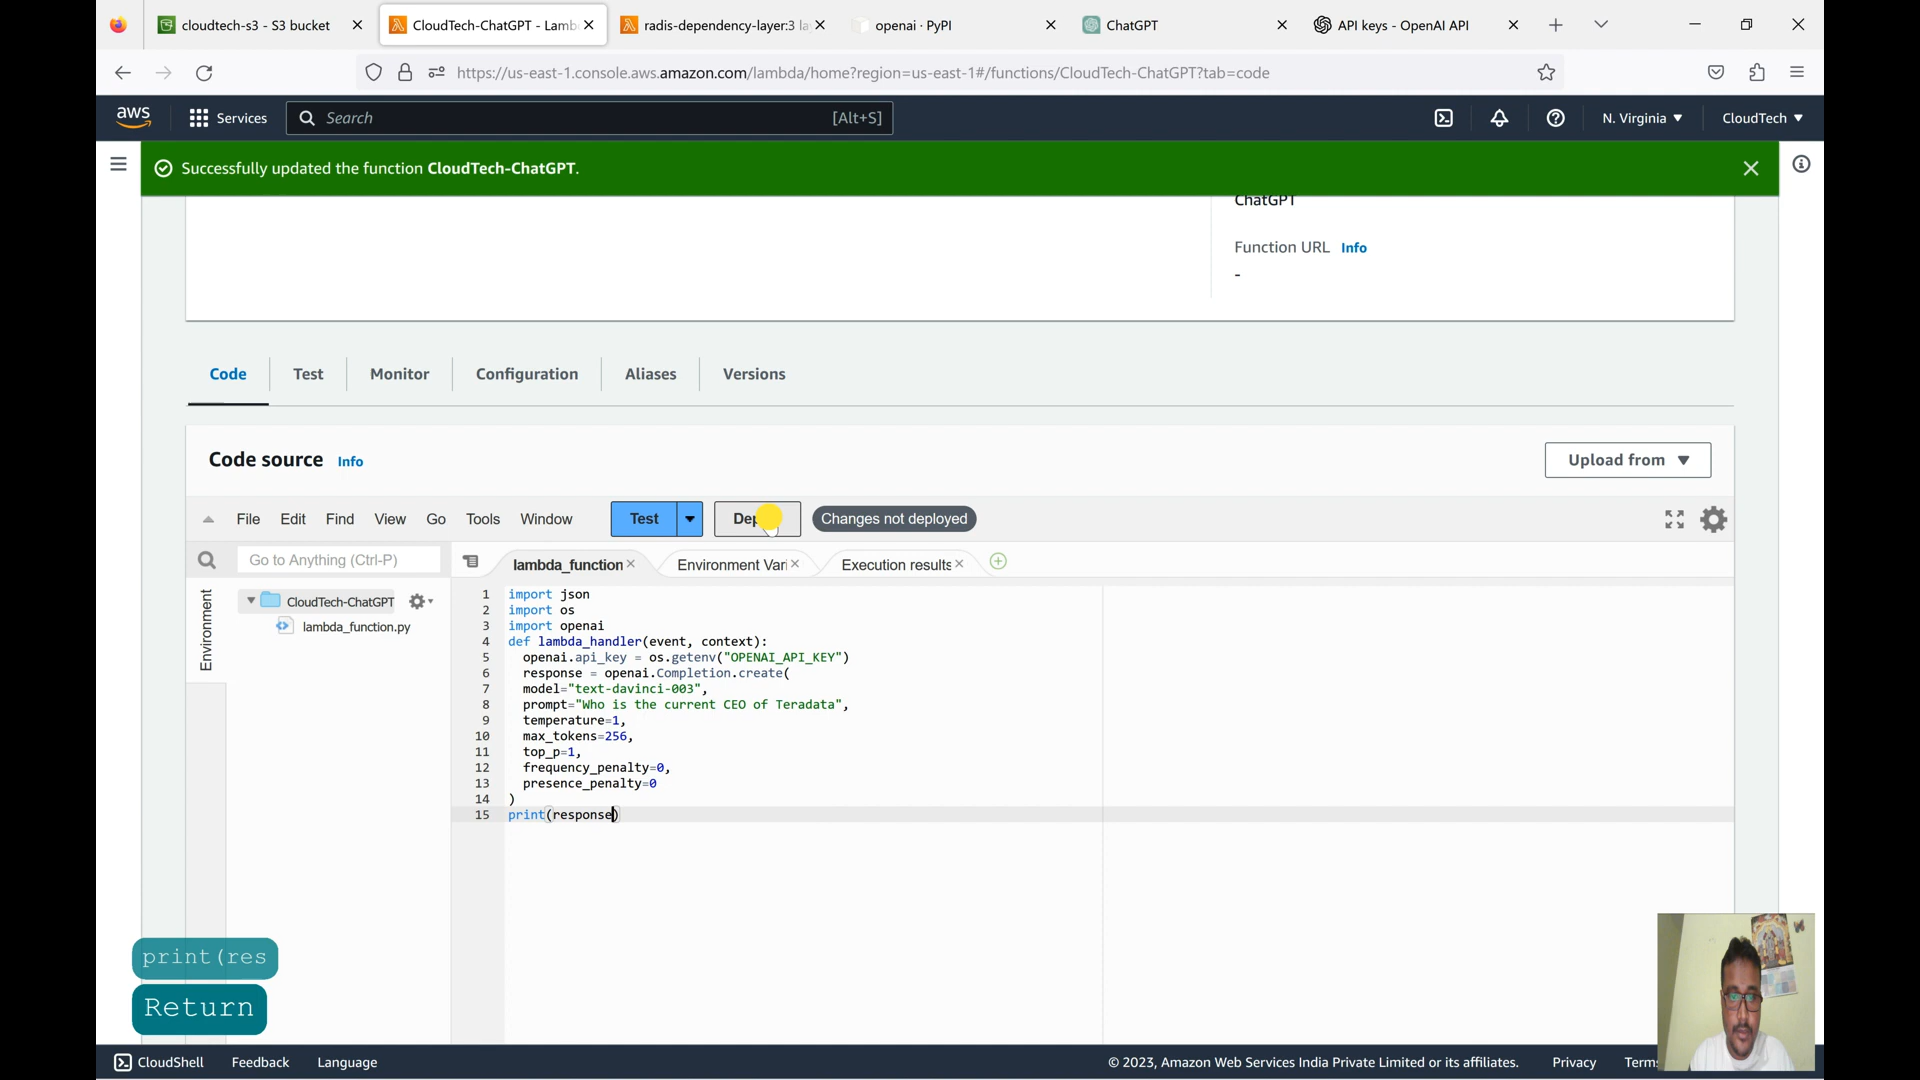 cloudtech-s3 - S3 bucket
CloudTech-ChatGPT - Lamb
radis-dependency-layer:3 la
openai · PyPI
ChatGPT
API keys - OpenAI API
https://us-east-1.console.aws.amazon.com/lambda/home?region=us-east-1#/functions/CloudTech-ChatGPT?tab=code
aws
Services
Search
[Alt+S]
N. Virginia
CloudTech
Successfully updated the function CloudTech-ChatGPT.
ChatGPT
Function URL Info
-
Code
Test
Monitor
Configuration
Aliases
Versions
Code source Info
Upload from
File
Edit
Find
View
Go
Tools
Window
Test
Changes not deployed
Go to Anything (Ctrl-P)
lambda_function
Environment Vari
Execution results
Environment
CloudTech-ChatGPT
lambda_function.py
1 import json
2 import os
3 import openai
4 def lambda_handler(event, context):
5 openai.api_key = os.getenv("OPENAI_API_KEY")
6 response = openai.Completion.create(
7 model="text-davinci-003",
8 prompt="Who is the current CEO of Teradata",
9 temperature=1,
10 max_tokens=256,
11 top_p=1,
12 frequency_penalty=0,
13 presence_penalty=0
14 )
15 print(response)
print(res
Return
CloudShell
Feedback
Language
© 2023, Amazon Web Services India Private Limited or its affiliates.
Privacy
Terms